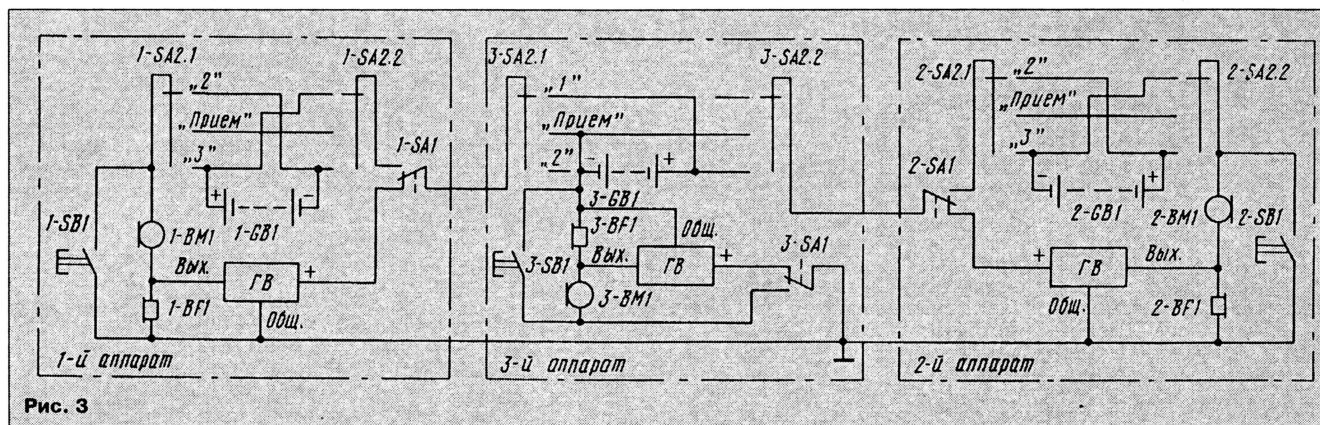 1-SA2.1
1-SA2.2
„2"
„Прием"
„3"
1-SA1
+
-
1-GB1
1-SB1
1-BM1
Вых.
ГВ
+
1-BF1
Общ.
1-й аппарат
3-SA2.1
3-SA2.2
„1"
„Прием"
„2"
-
+
3-GB1
3-BF1
Общ.
3-SB1
Вых.
ГВ
+
3-SA1
3-BM1
3-й аппарат
2-SA2.1
2-SA2.2
„2"
„Прием"
„3"
2-SA1
-
+
2-GB1
2-BM1
2-SB1
+
ГВ
Вых.
Общ.
2-BF1
2-й аппарат
Рис. 3